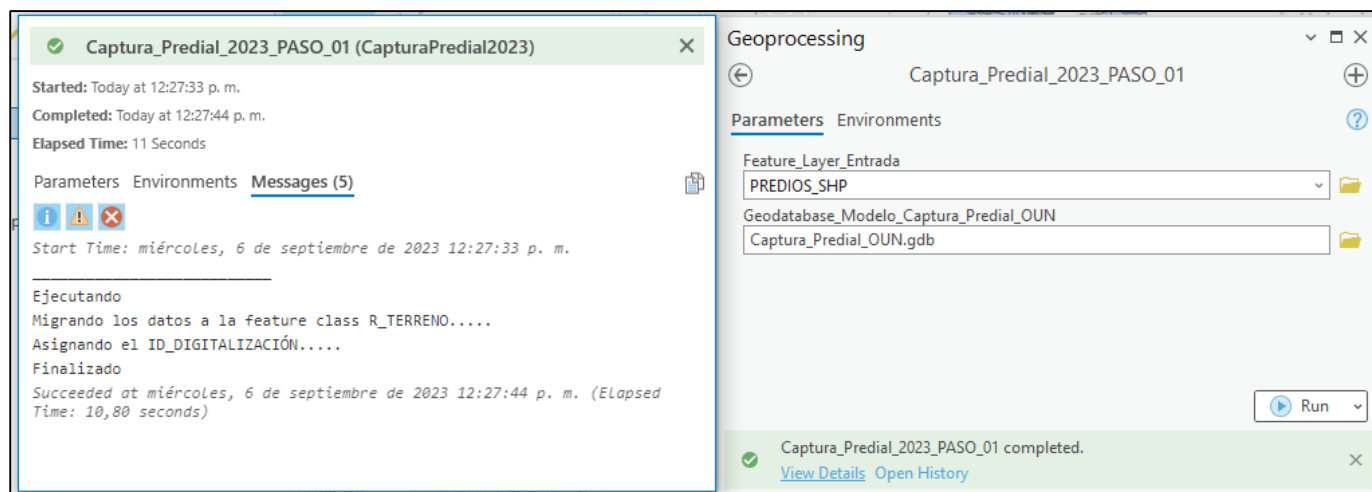 Captura_Predial_2023_PASO_01 (CapturaPredial2023)
Started: Today at 12:27:33 p. m.
Completed: Today at 12:27:44 p. m.
Elapsed Time: 11 Seconds
Parameters Environments Messages (5)
Start Time: miércoles, 6 de septiembre de 2023 12:27:33 p. m.
Ejecutando
Migrando los datos a la feature class R_TERRENO.....
Asignando el ID_DIGITALIZACIÓN.....
Finalizado
Succeeded at miércoles, 6 de septiembre de 2023 12:27:44 p. m. (Elapsed
Time: 10,80 seconds)
Geoprocessing
Captura_Predial_2023_PASO_01
Parameters Environments
Feature_Layer_Entrada
PREDIOS_SHP
Geodatabase_Modelo_Captura_Predial_OUN
Captura_Predial_OUN.gdb
Run
Captura_Predial_2023_PASO_01 completed.
View Details Open History